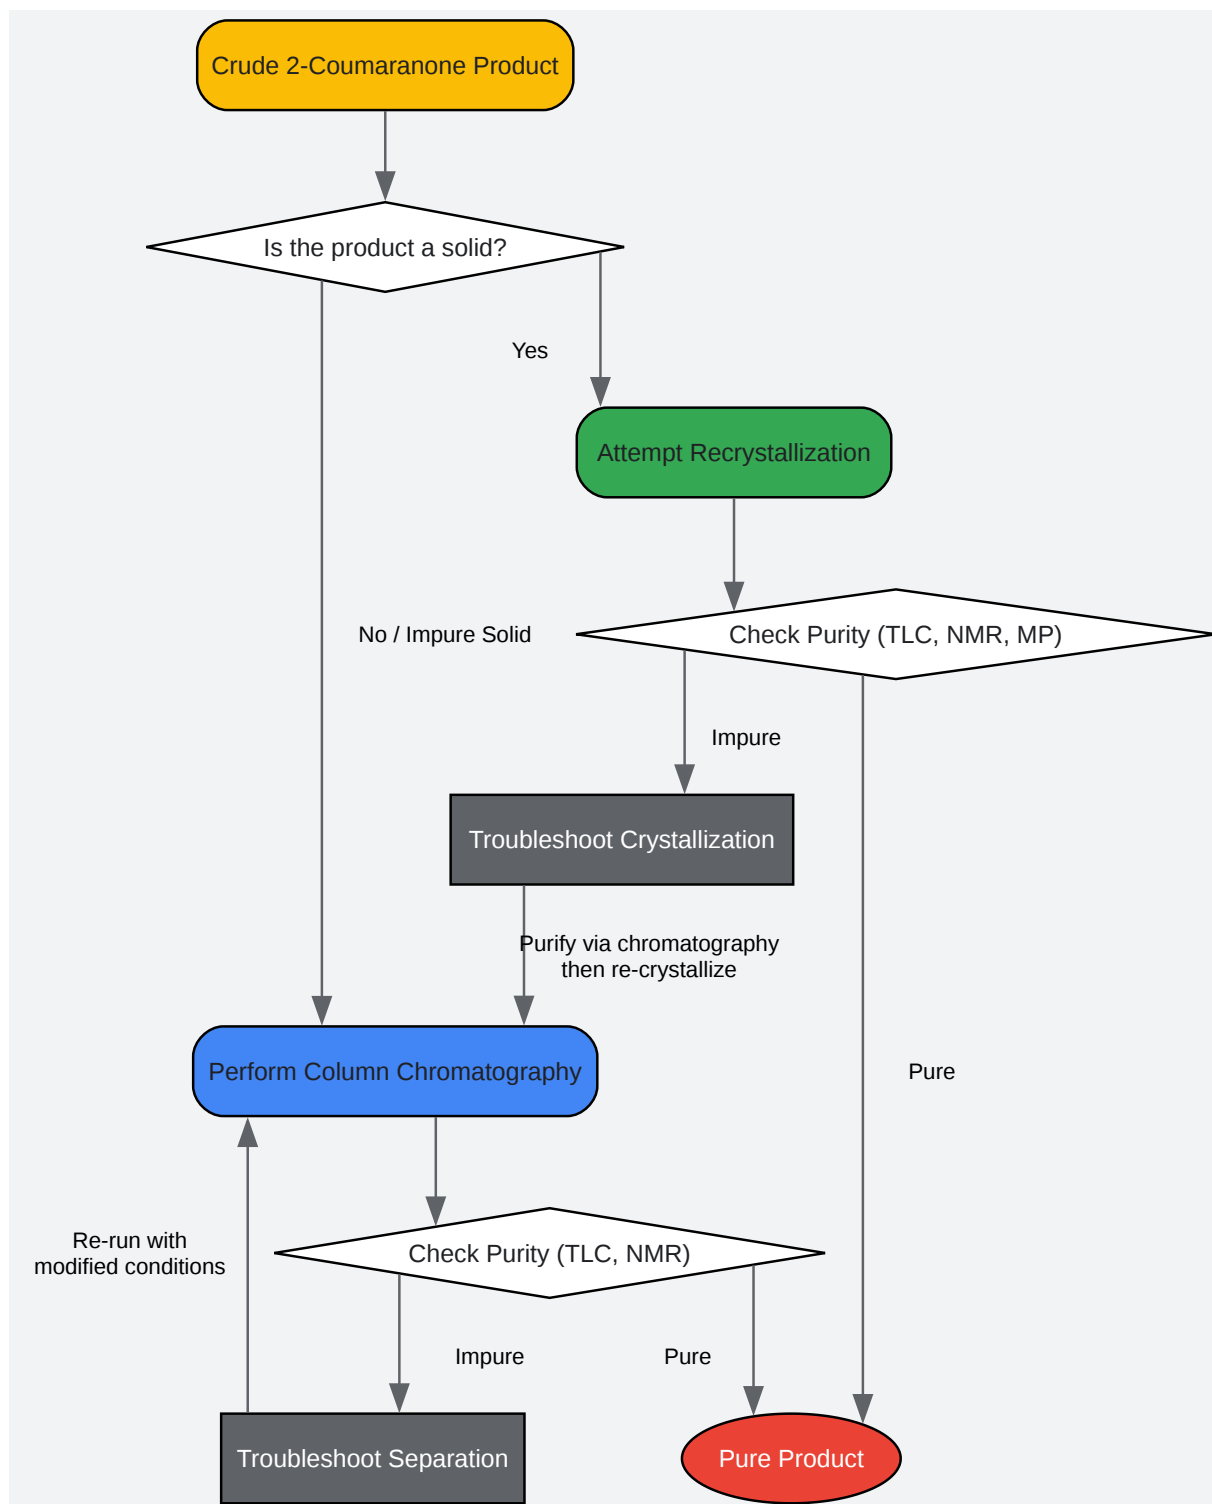 Crude 2-Coumaranone Product
Is the product a solid?
Yes
Attempt Recrystallization
No / Impure Solid
Check Purity (TLC, NMR, MP)
Impure
Troubleshoot Crystallization
Purify via chromatography
then re-crystallize
Perform Column Chromatography
Pure
Re-run with
modified conditions
Check Purity (TLC, NMR)
Impure
Pure
Troubleshoot Separation
Pure Product